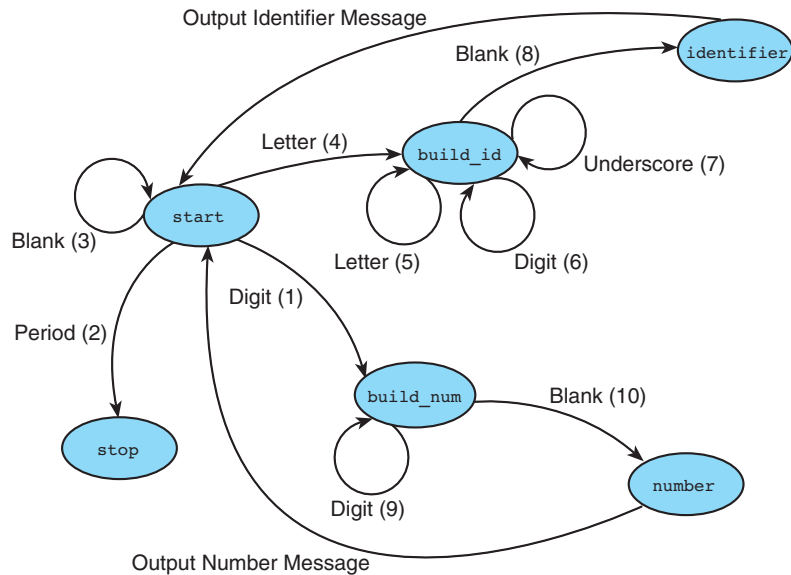 Output Identifier Message
identifier
Blank (8)
Letter (4)
build_id
Underscore (7)
start
Blank (3)
Letter (5)
Digit (6)
Digit (1)
Period (2)
build_num
Blank (10)
stop
number
Digit (9)
Output Number Message